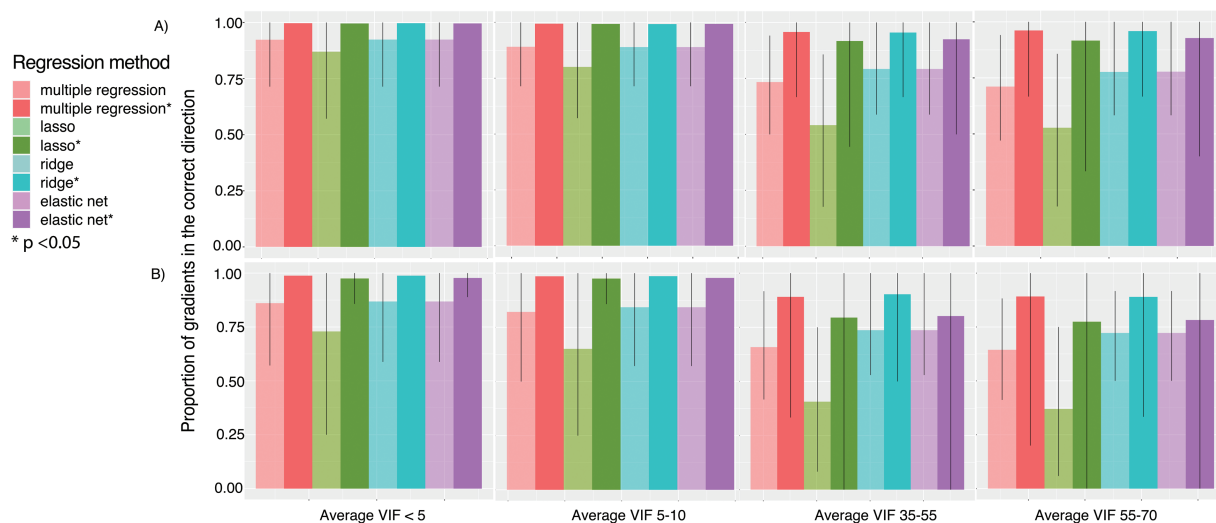 A)
Regression method
multiple regression
multiple regression*
lasso
lasso*
ridge
ridge*
elastic net
elastic net*
* p <0.05
Proportion of gradients in the correct direction
1.00
0.75
0.50
0.25
0.00
B)
1.00
0.75
0.50
0.25
0.00
Average VIF < 5
Average VIF 5-10
Average VIF 35-55
Average VIF 55-70